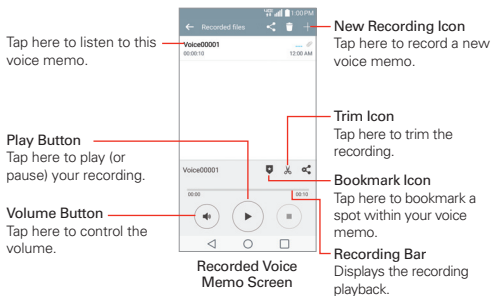 1:00PM
Recorded files
Voice00001
00:00:10
12:00 AM
Tap here to listen to this
voice memo.
New Recording Icon
Tap here to record a new
voice memo.
Trim Icon
Tap here to trim the
recording.
Play Button
Tap here to play (or
pause) your recording.
Voice00001
Bookmark Icon
Tap here to bookmark a
spot within your voice
memo.
00:05
00:10
Volume Button
Tap here to control the
volume.
Recording Bar
Displays the recording
playback.
Recorded Voice
Memo Screen